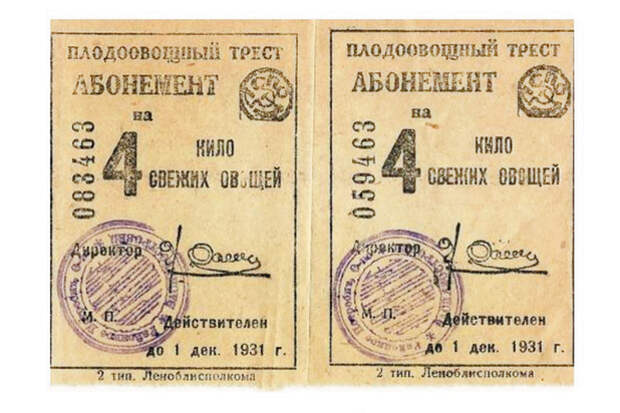 ПЛОДООВОЩНЫЙ ТРЕСТ
АБОНЕМЕНТ
на
083463
4 КИЛО
СВЕЖИХ ОВОЩЕЙ
Директор
М. П.
Действителен
до 1 дек. 1931 г.
2 тип. Леноблисполкома
ПЛОДООВОЩНЫЙ ТРЕСТ
АБОНЕМЕНТ
на
059463
4 КИЛО
СВЕЖИХ ОВОЩЕЙ
Директор
М. П.
Действителен
до 1 дек. 1931 г.
2 тип. Леноблисполкома